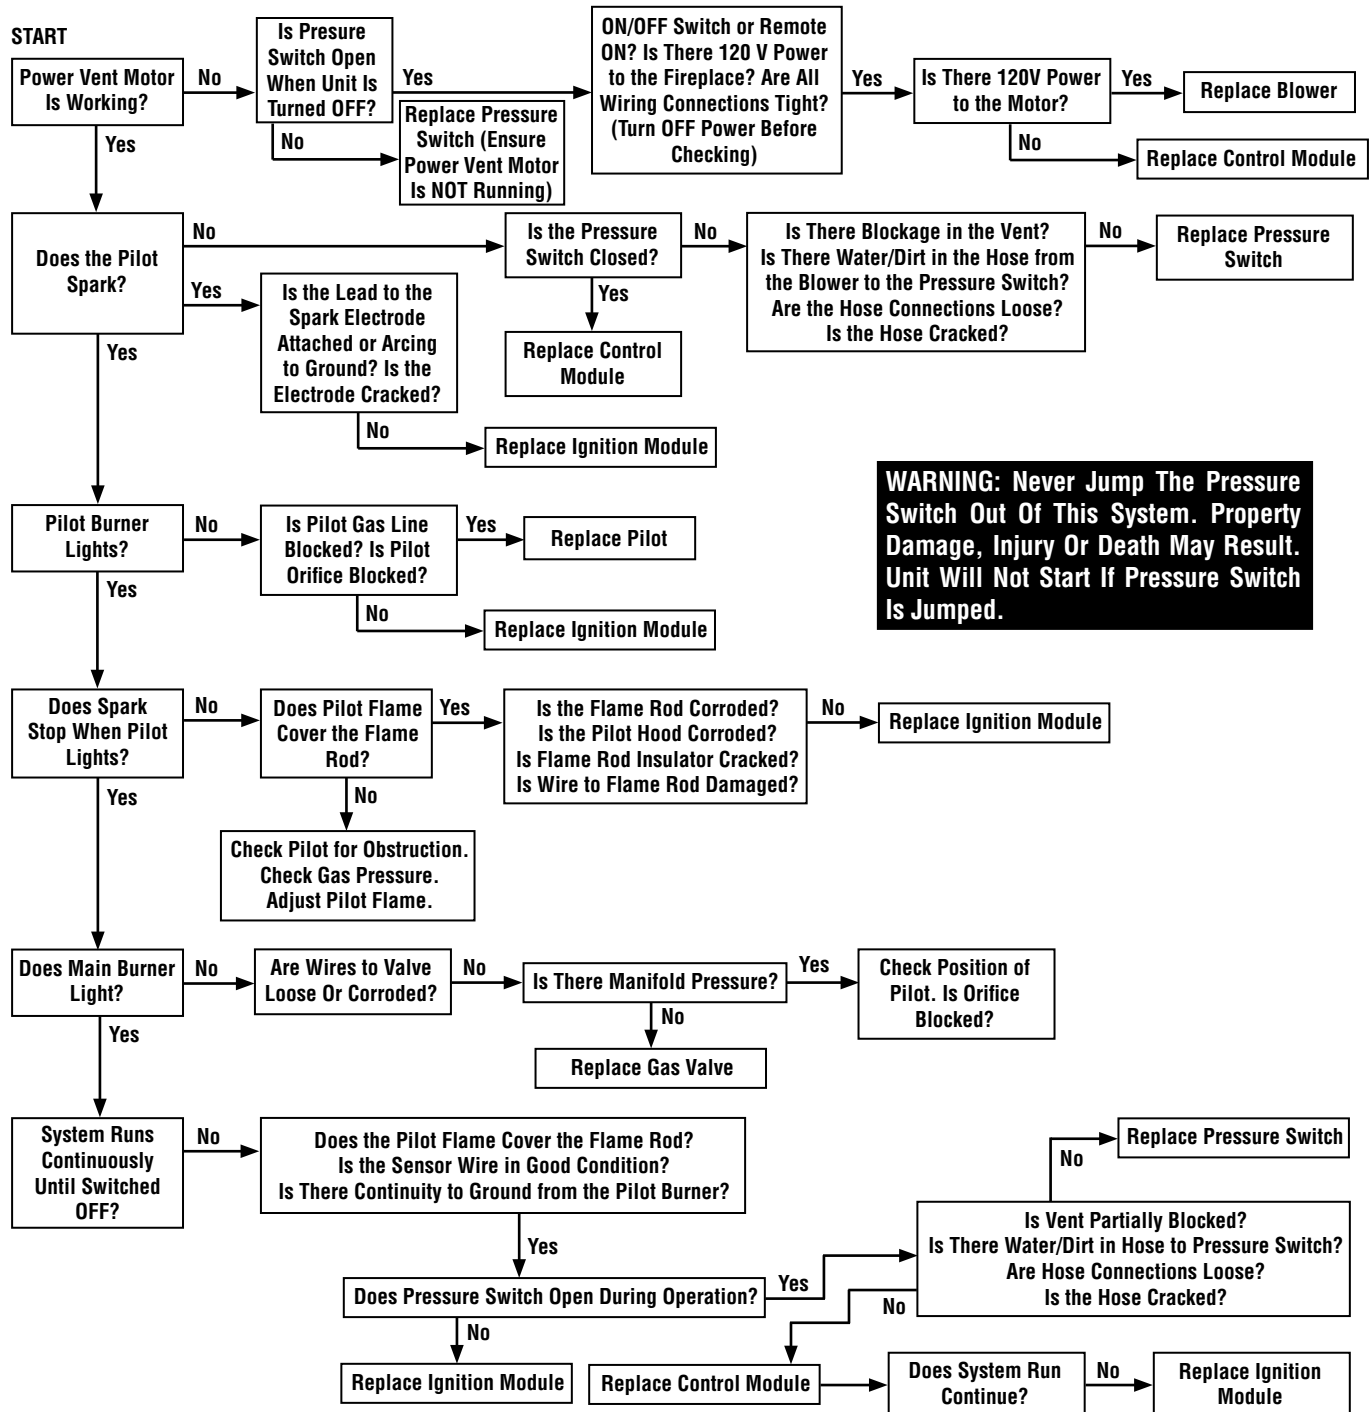 START
Power Vent Motor
Is Working?
No
Yes
Is Presure
Switch Open
When Unit Is
Turned OFF?
Yes
No
Replace Pressure
Switch (Ensure
Power Vent Motor
Is NOT Running)
ON/OFF Switch or Remote
ON? Is There 120 V Power
to the Fireplace? Are All
Wiring Connections Tight?
(Turn OFF Power Before
Checking)
Yes
Is There 120V Power
to the Motor?
Yes
Replace Blower
No
Replace Control Module
Does the Pilot
Spark?
No
Yes
Yes
Is the Pressure
Switch Closed?
No
Yes
Replace Control
Module
Is There Blockage in the Vent?
Is There Water/Dirt in the Hose from
the Blower to the Pressure Switch?
Are the Hose Connections Loose?
Is the Hose Cracked?
No
Replace Pressure
Switch
Is the Lead to the
Spark Electrode
Attached or Arcing
to Ground? Is the
Electrode Cracked?
No
Replace Ignition Module
WARNING: Never Jump The Pressure
Switch Out Of This System. Property
Damage, Injury Or Death May Result.
Unit Will Not Start If Pressure Switch
Is Jumped.
Pilot Burner
Lights?
No
Yes
Is Pilot Gas Line
Blocked? Is Pilot
Orifice Blocked?
Yes
Replace Pilot
No
Replace Ignition Module
Does Spark
Stop When Pilot
Lights?
No
Yes
Does Pilot Flame
Cover the Flame
Rod?
Yes
No
Check Pilot for Obstruction.
Check Gas Pressure.
Adjust Pilot Flame.
Is the Flame Rod Corroded?
Is the Pilot Hood Corroded?
Is Flame Rod Insulator Cracked?
Is Wire to Flame Rod Damaged?
No
Replace Ignition Module
Does Main Burner
Light?
No
Yes
Are Wires to Valve
Loose Or Corroded?
No
Is There Manifold Pressure?
Yes
Check Position of
Pilot. Is Orifice
Blocked?
No
Replace Gas Valve
System Runs
Continuously
Until Switched
OFF?
No
Does the Pilot Flame Cover the Flame Rod?
Is the Sensor Wire in Good Condition?
Is There Continuity to Ground from the Pilot Burner?
Yes
Does Pressure Switch Open During Operation?
Yes
No
Replace Ignition Module
Is Vent Partially Blocked?
Is There Water/Dirt in Hose to Pressure Switch?
Are Hose Connections Loose?
Is the Hose Cracked?
No
Replace Pressure Switch
No
Replace Control Module
Does System Run
Continue?
No
Replace Ignition
Module